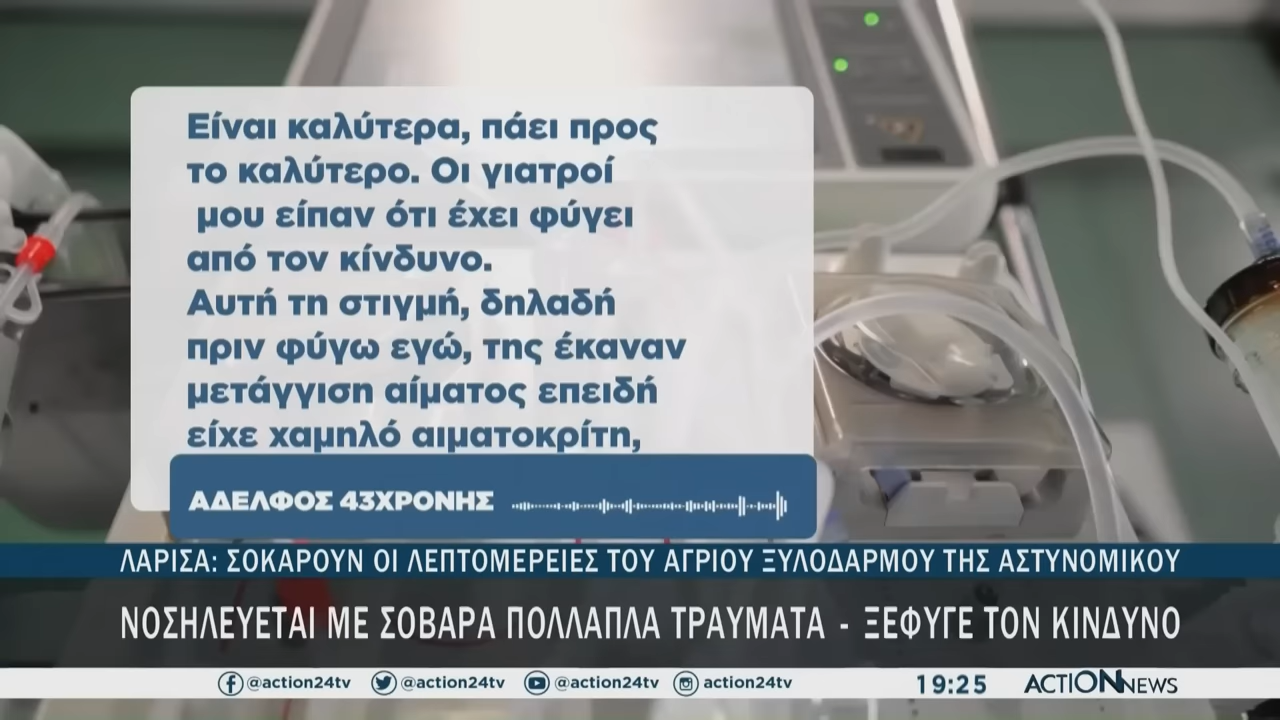 Είναι καλύτερα, πάει προς
το καλύτερο. Οι γιατροί
μου είπαν ότι έχει φύγει
από τον κίνδυνο.
Αυτή τη στιγμή, δηλαδή
πριν φύγω εγώ, της έκαναν
μετάγγιση αίματος επειδή
είχε χαμηλό αιματοκρίτη,
ΑΔΕΛΦΟΣ 43ΧΡΟΝΗΣ
ΛΑΡΙΣΑ: ΣΟΚΑΡΟΥΝ ΟΙ ΛΕΠΤΟΜΕΡΕΙΕΣ ΤΟΥ ΑΓΡΙΟΥ ΞΥΛΟΔΑΡΜΟΥ ΤΗΣ ΑΣΤΥΝΟΜΙΚΟΥ
ΝΟΣΗΛΕΥΕΤΑΙ ΜΕ ΣΟΒΑΡΑ ΠΟΛΛΑΠΛΑ ΤΡΑΥΜΑΤΑ - ΞΕΦΥΓΕ ΤΟΝ ΚΙΝΔΥΝΟ
@action24tv @action24tv @action24tv action24tv 19:25 ACTION NEWS